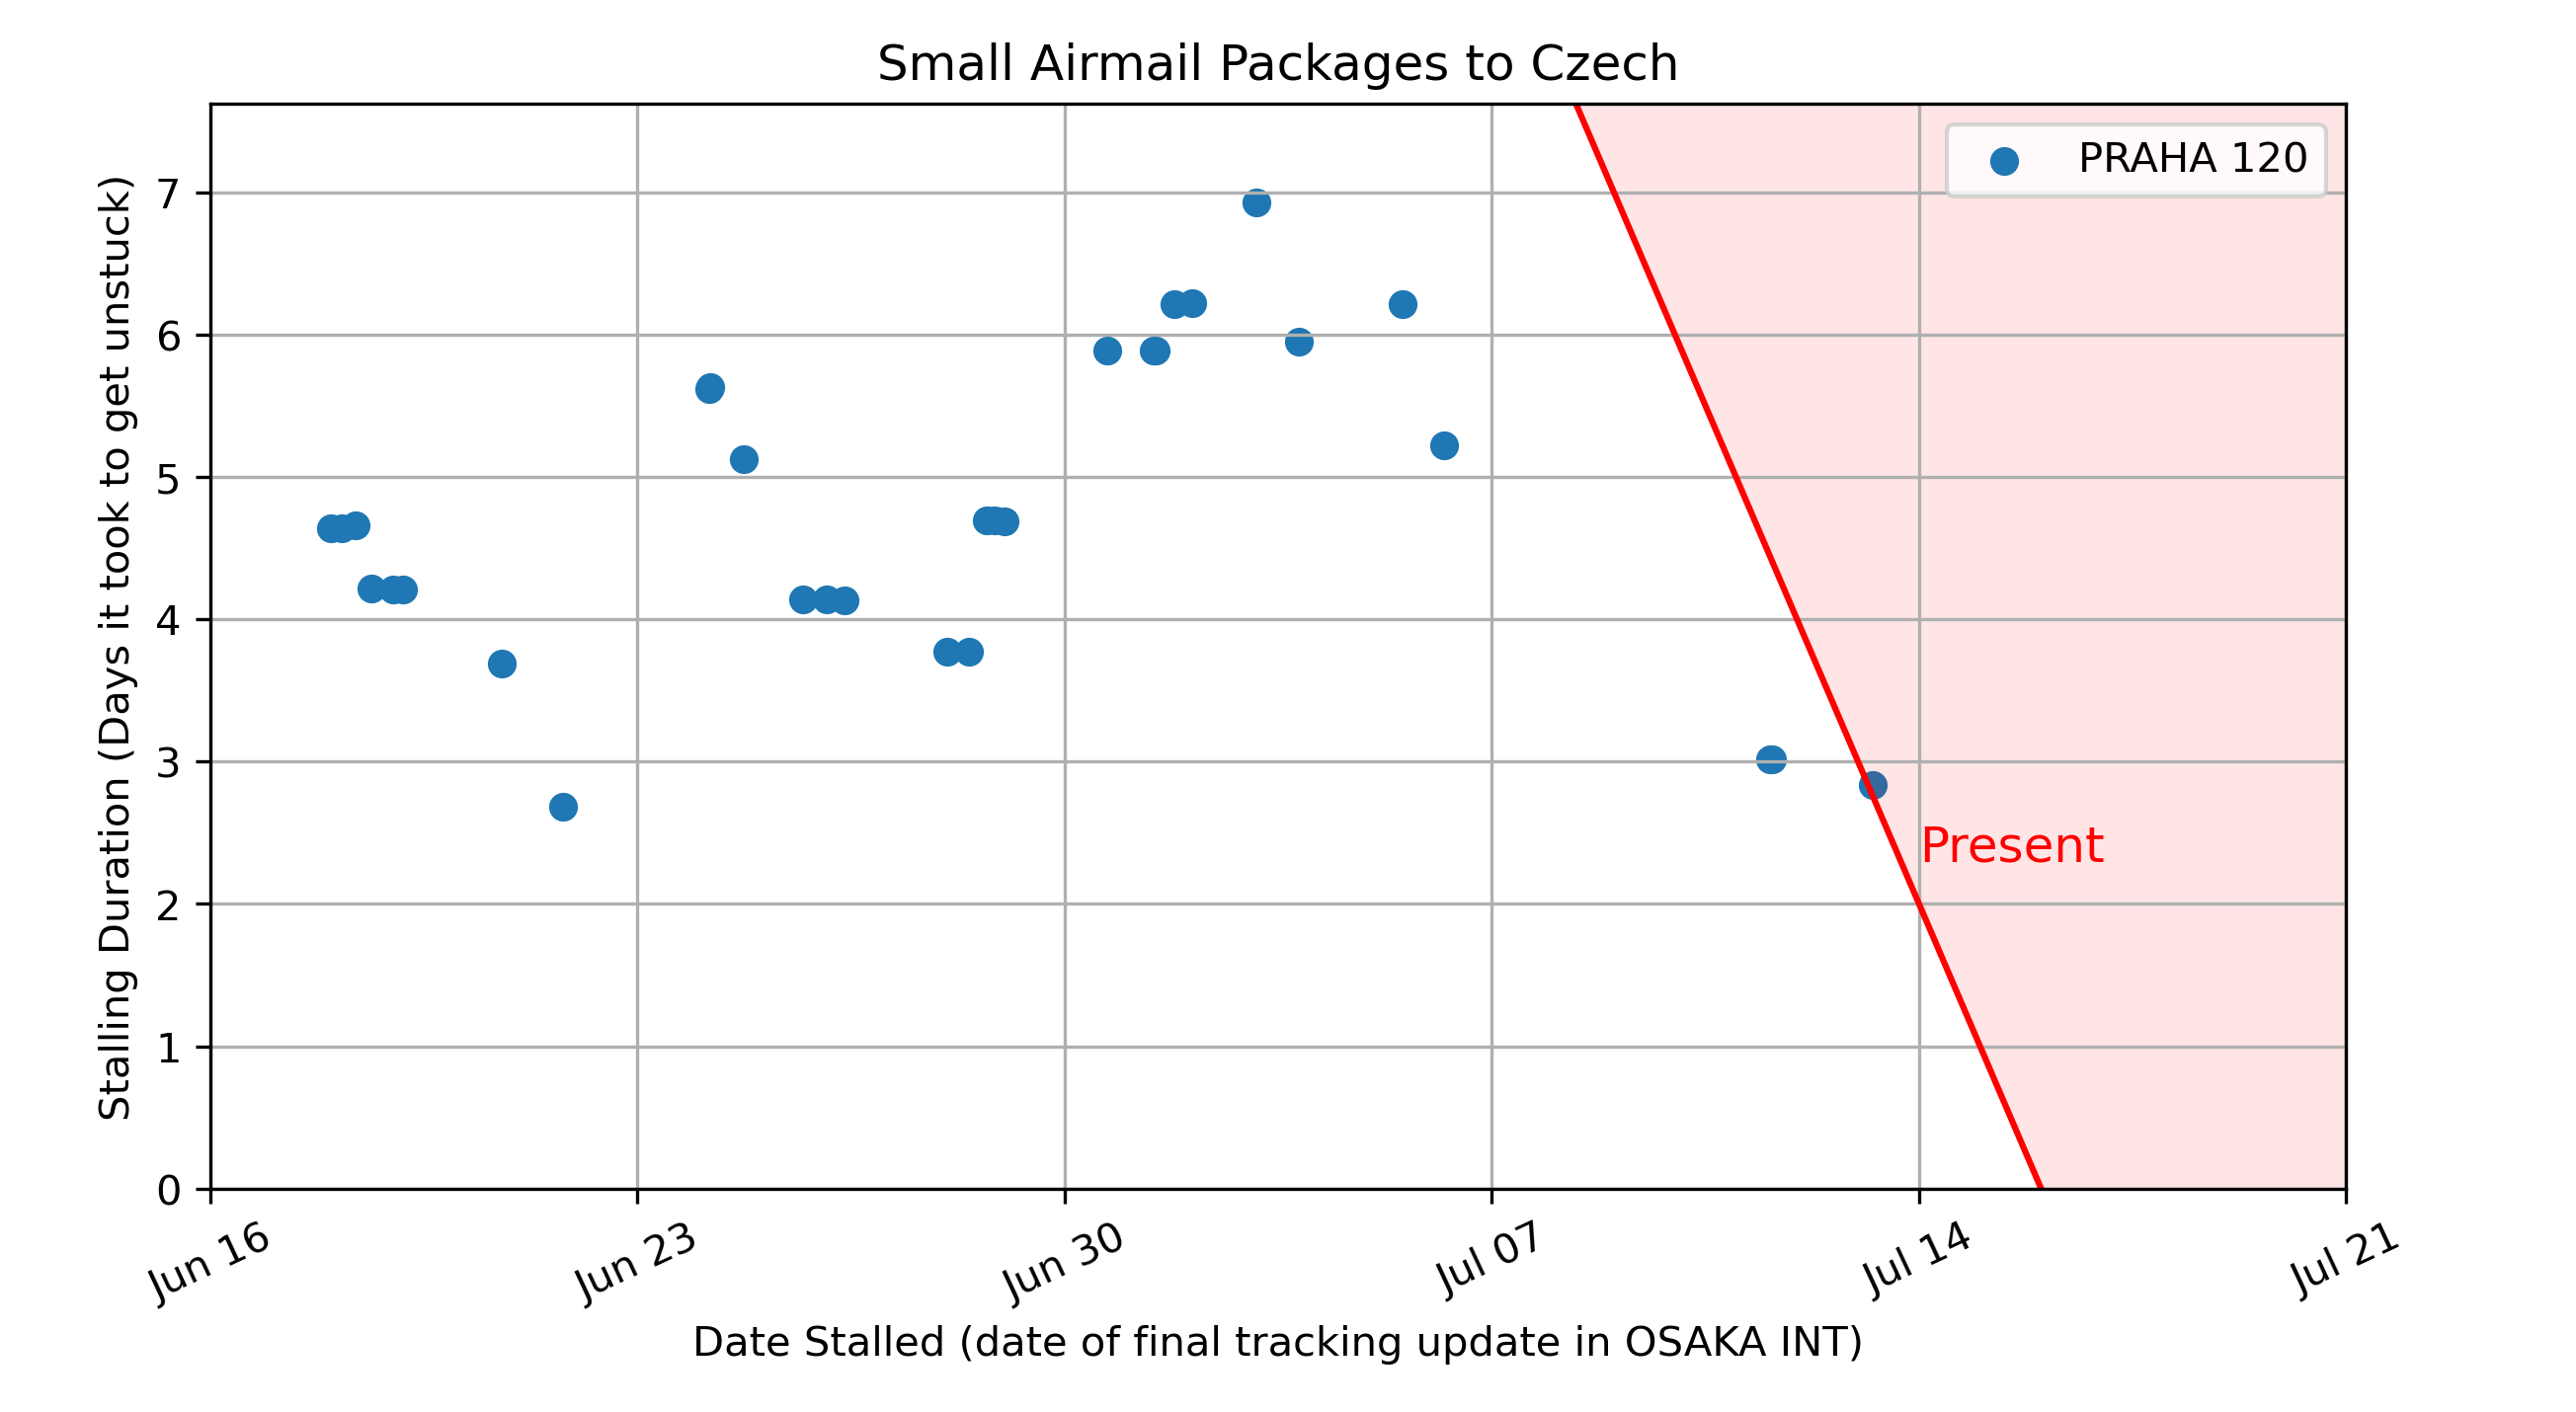 Small Airmail Packages to Czech
PRAHA 120
Stalling Duration (Days it took to get unstuck)
7
6
5
4
3
2
1
0
Present
Jun 16
Jun 23
Jun 30
Jul 07
Jul 14
Jul 21
Date Stalled (date of final tracking update in OSAKA INT)